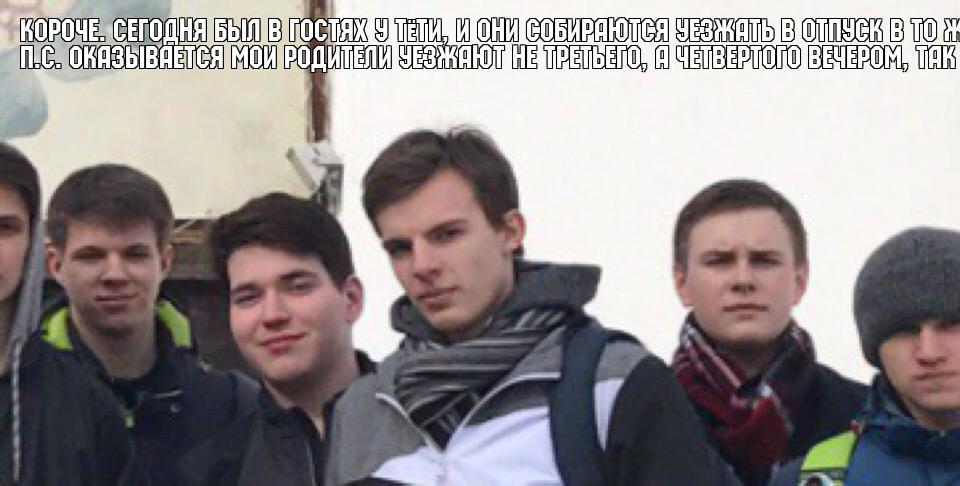 КОРОЧЕ. СЕГОДНЯ БЫЛ В ГОСТЯХ У ТЁТИ, И ОНИ СОБИРАЮТСЯ УЕЗЖАТЬ В ОТПУСК В ТО Ж
П.С. ОКАЗЫВАЕТСЯ МОИ РОДИТЕЛИ УЕЗЖАЮТ НЕ ТРЕТЬЕГО, А ЧЕТВЕРТОГО ВЕЧЕРОМ, ТАК